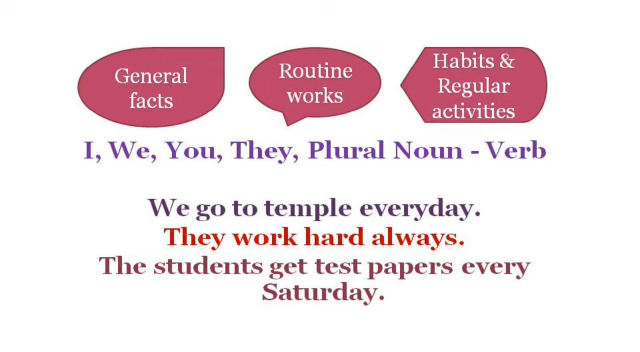 General
facts
Routine
works
Habits &
Regular
activities
I, We, You, They, Plural Noun - Verb
We go to temple everyday.
They work hard always.
The students get test papers every
Saturday.